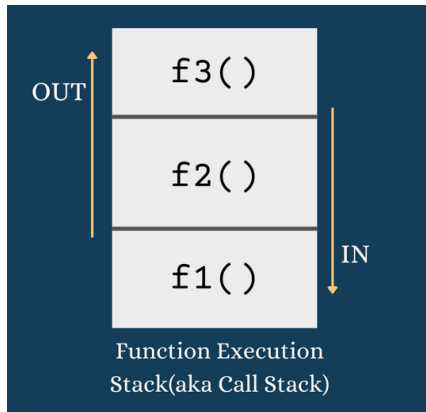 f3()
OUT
f2()
IN
f1()
Function Execution
Stack(aka Call Stack)